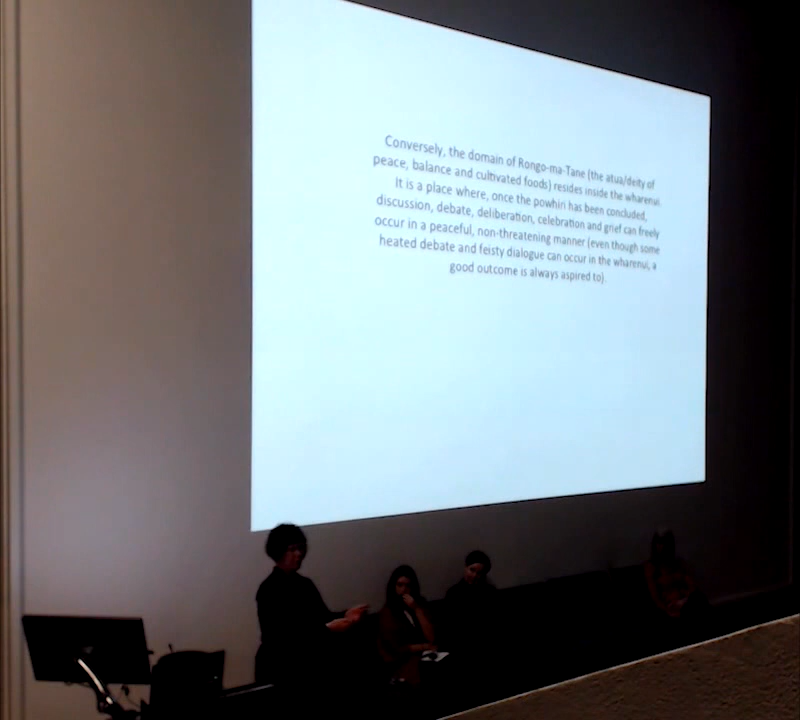 Conversely, the domain of Rongo-ma-Tane (the atua/deity of
peace, balance and cultivated foods) resides inside the wharenui.
It is a place where, once the powhiri has been concluded,
discussion, debate, deliberation, celebration and grief can freely
occur in a peaceful, non-threatening manner (even though some
heated debate and feisty dialogue can occur in the wharenui, a
good outcome is always aspired to).